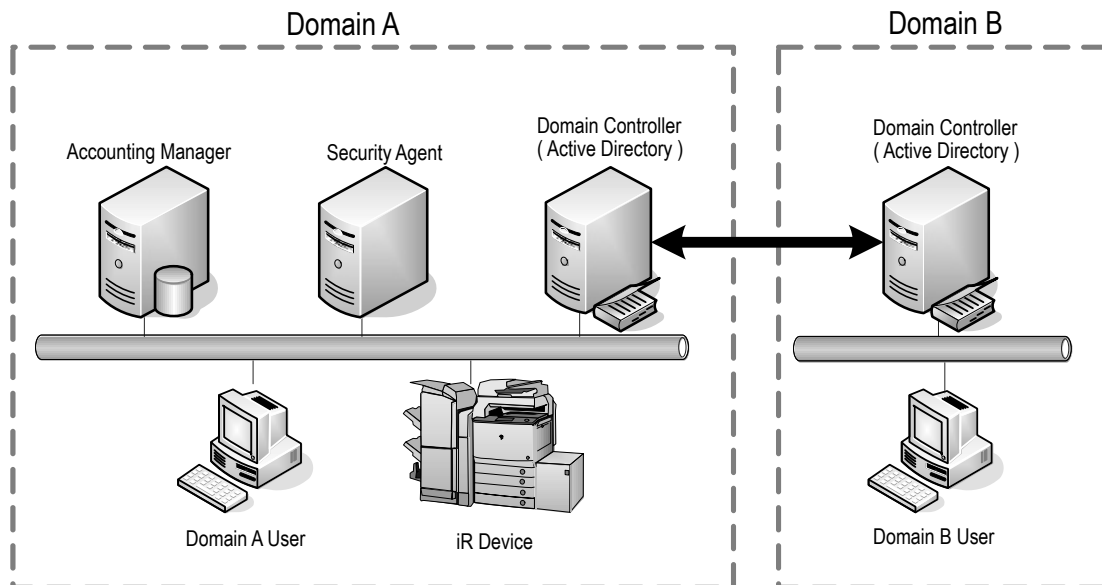 Domain A
Domain B
Accounting Manager
Security Agent
Domain Controller
( Active Directory )
Domain Controller
( Active Directory )
Domain A User
iR Device
Domain B User